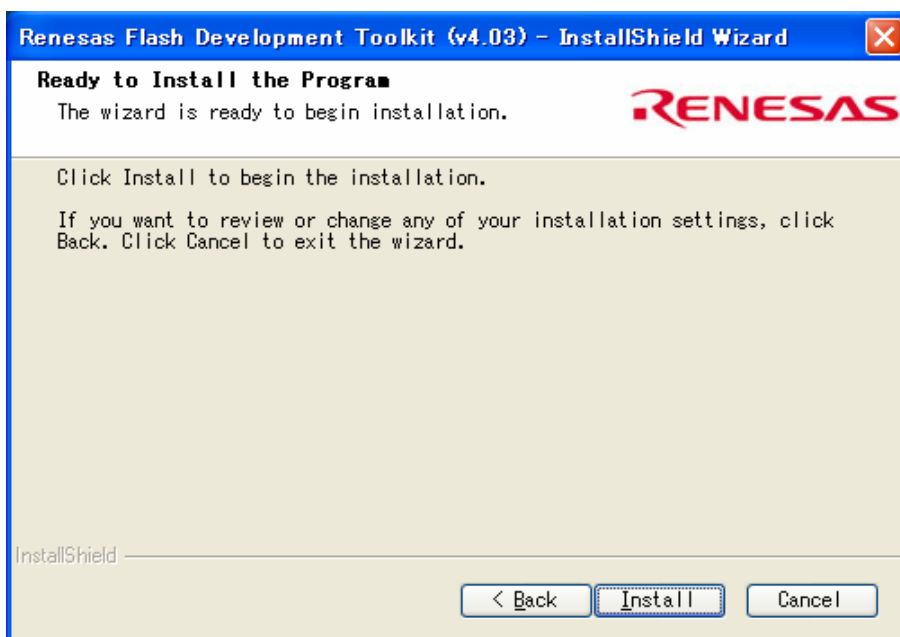 Renesas Flash Development Toolkit (v4.03) - InstallShield Wizard
Ready to Install the Program
The wizard is ready to begin installation.
RENESAS
Click Install to begin the installation.
If you want to review or change any of your installation settings, click
Back. Click Cancel to exit the wizard.
InstallShield
< Back
Install
Cancel